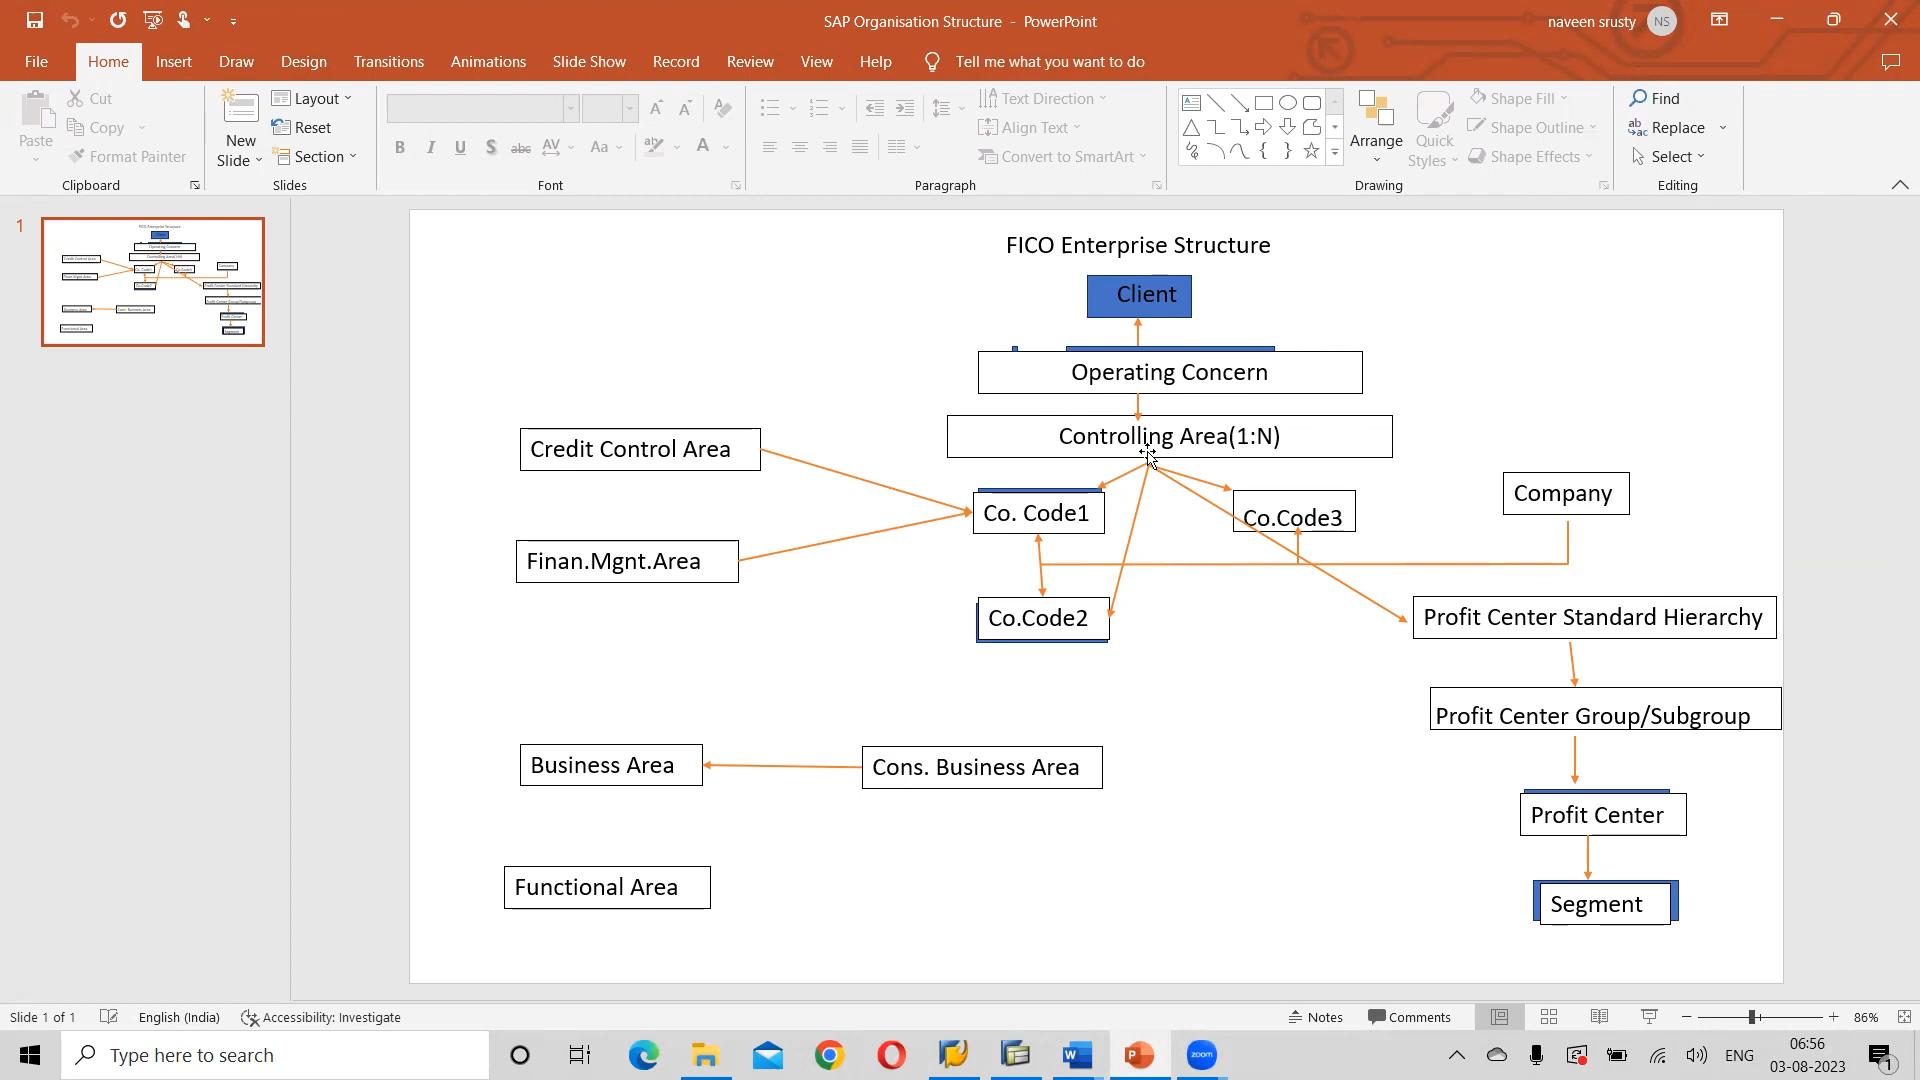 SAP Organisation Structure - PowerPoint
naveen srusty NS
File Home Insert Draw Design Transitions Animations Slide Show Record Review View Help Tell me what you want to do
Paste
Cut
Copy
Format Painter
Clipboard
New Slide
Layout
Reset
Section
Slides
B I U S abc AV Aa ab A
Font
Text Direction
Align Text
Convert to SmartArt
Paragraph
Arrange
Quick Styles
Shape Fill
Shape Outline
Shape Effects
Drawing
Find
Replace
Select
Editing
1
FICO Enterprise Structure
Client
Operating Concern
Controlling Area(1:N)
Credit Control Area
Company
Co. Code1
Co.Code3
Finan.Mgnt.Area
Co.Code2
Profit Center Standard Hierarchy
Profit Center Group/Subgroup
Business Area
Cons. Business Area
Profit Center
Functional Area
Segment
Slide 1 of 1 English (India) Accessibility: Investigate Notes Comments 86%
Type here to search
zoom
ENG
06:56
03-08-2023
1